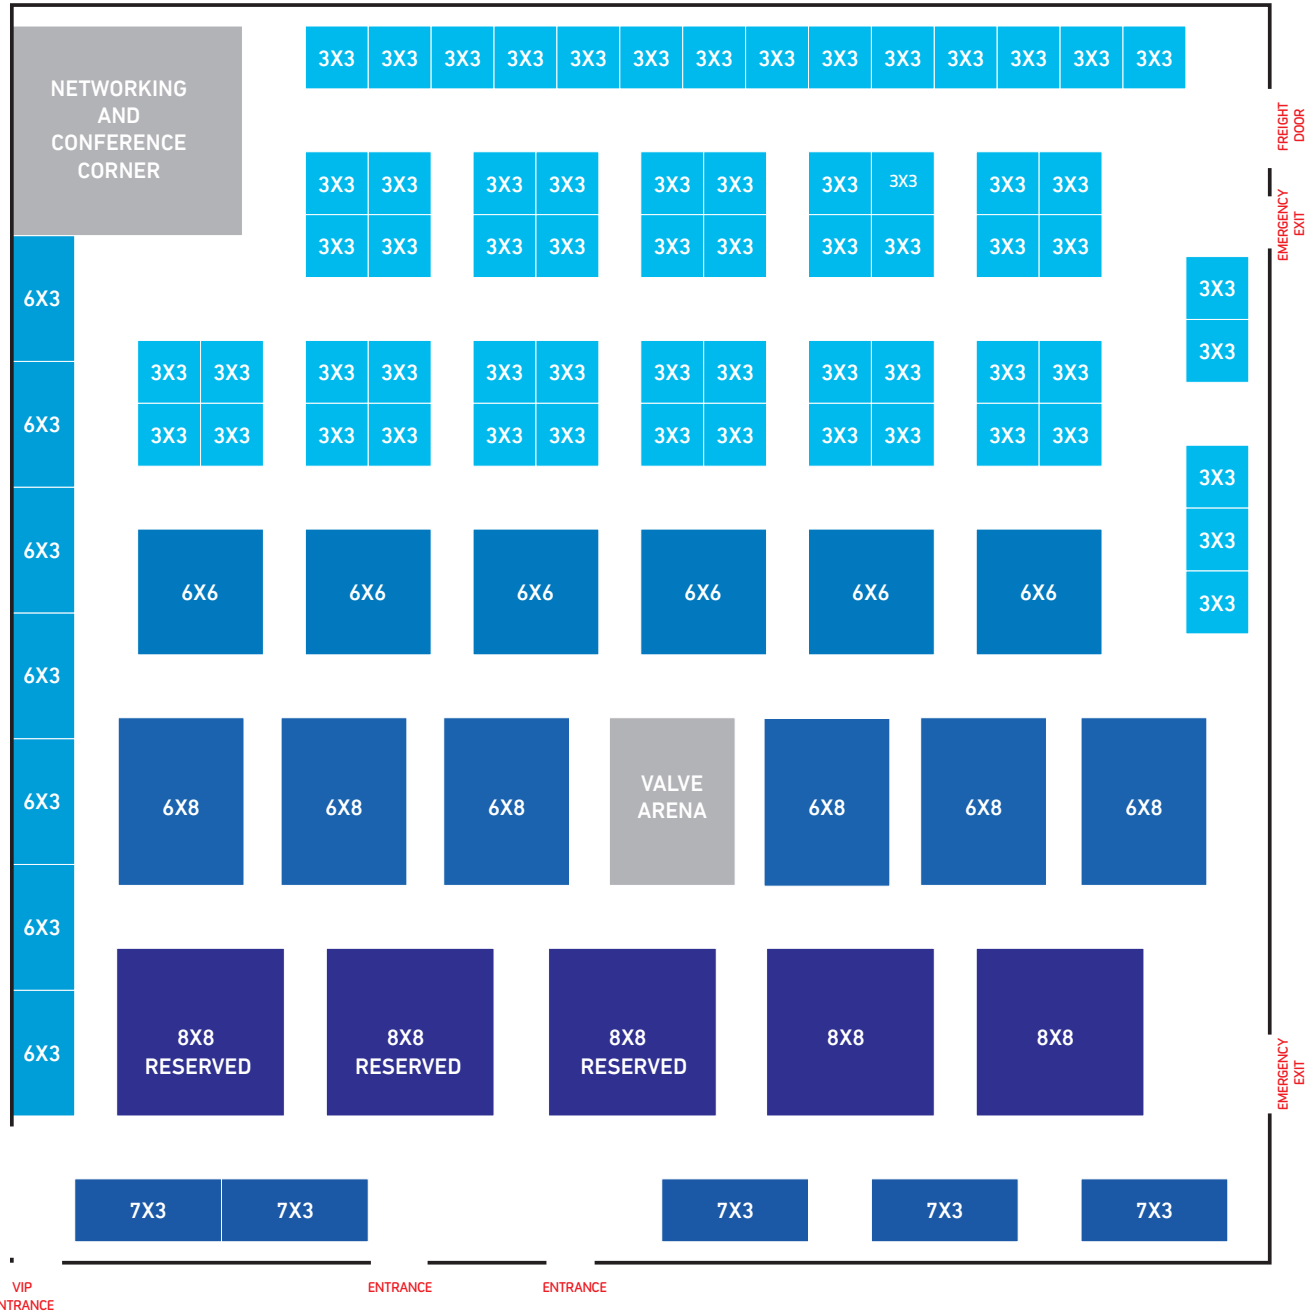 3X3 3X3 3X3 3X3 3X3 3X3 3X3 3X3 3X3 3X3 3X3 3X3 3X3 3X3
NETWORKING
AND
CONFERENCE
CORNER
FREIGHT
DOOR
3X3 3X3 3X3 3X3 3X3 3X3 3X3 3X3 3X3 3X3
3X3 3X3 3X3 3X3 3X3 3X3 3X3 3X3 3X3 3X3
EMERGENCY
EXIT
6X3
3X3
3X3
3X3 3X3 3X3 3X3 3X3 3X3 3X3 3X3 3X3 3X3 3X3 3X3
6X3
3X3 3X3 3X3 3X3 3X3 3X3 3X3 3X3 3X3 3X3 3X3 3X3
3X3
6X3
3X3
6X6 6X6 6X6 6X6 6X6 6X6
3X3
6X3
6X3
6X8 6X8 6X8
VALVE
ARENA
6X8 6X8 6X8
6X3
6X3
8X8
RESERVED
8X8
RESERVED
8X8
RESERVED
8X8
8X8
EMERGENCY
EXIT
7X3 7X3 7X3 7X3 7X3
VIP
NTRANCE
ENTRANCE
ENTRANCE